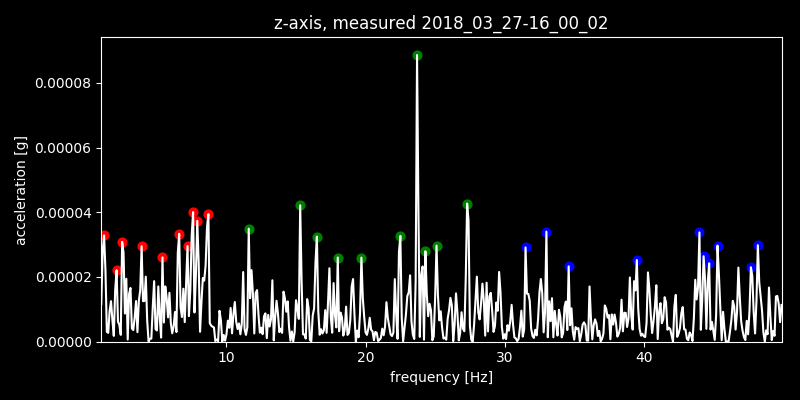 z-axis, measured 2018_03_27-16_00_02
acceleration [g]
0.00008
0.00006
0.00004
0.00002
0.00000
10 20 30 40
frequency [Hz]